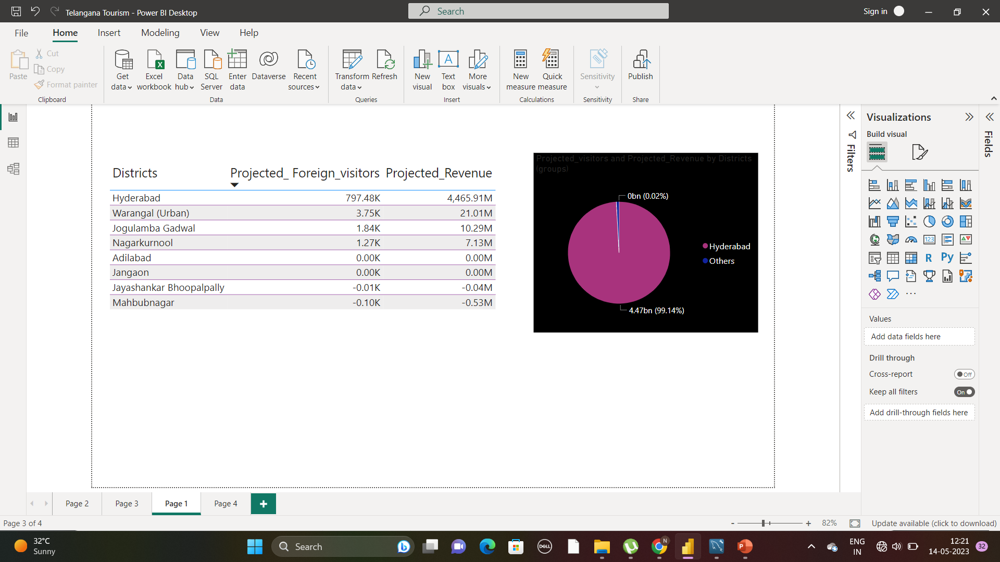 Telangana Tourism - Power BI Desktop
Search
Sign in
File Home Insert Modeling View Help
Paste
Cut
Copy
Format painter
Clipboard
Get data
Excel workbook
Data hub
SQL Server
Enter data
Dataverse
Recent sources
Data
Transform data
Refresh
Queries
New visual
Text box
More visuals
Insert
New measure
Quick measure
Calculations
Sensitivity
Sensitivity
Publish
Share
Districts Projected_ Foreign_visitors Projected_Revenue
Hyderabad 797.48K 4,465.91M
Warangal (Urban) 3.75K 21.01M
Jogulamba Gadwal 1.84K 10.29M
Nagarkurnool 1.27K 7.13M
Adilabad 0.00K 0.00M
Jangaon 0.00K 0.00M
Jayashankar Bhoopalpally -0.01K -0.04M
Mahbubnagar -0.10K -0.53M
Projected_visitors and Projected_Revenue by Districts
(groups)
0bn (0.02%)
Hyderabad
Others
4.47bn (99.14%)
Filters
Visualizations
Build visual
123
R
Py
Values
Add data fields here
Drill through
Cross-report Off
Keep all filters On
Add drill-through fields here
Fields
Page 2 Page 3 Page 1 Page 4 +
Page 3 of 4
- + 82%
Update available (click to download)
32°C
Sunny
Search
DELL
N
P
ENG
IN
12:21
14-05-2023
32